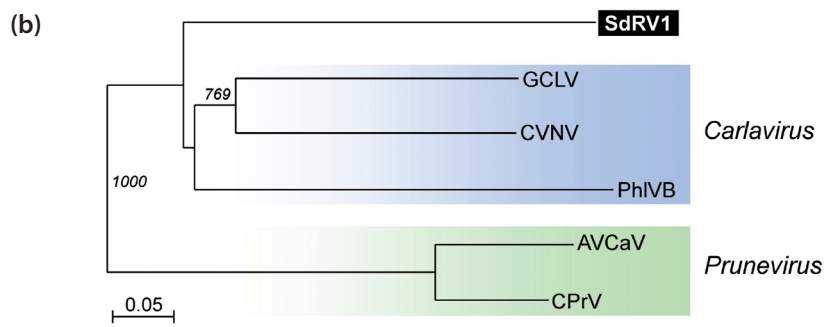 (b)
SdRV1
GCLV
769
CVNV
Carlavirus
PhlVB
1000
AVCaV
Prunevirus
CPrV
0.05